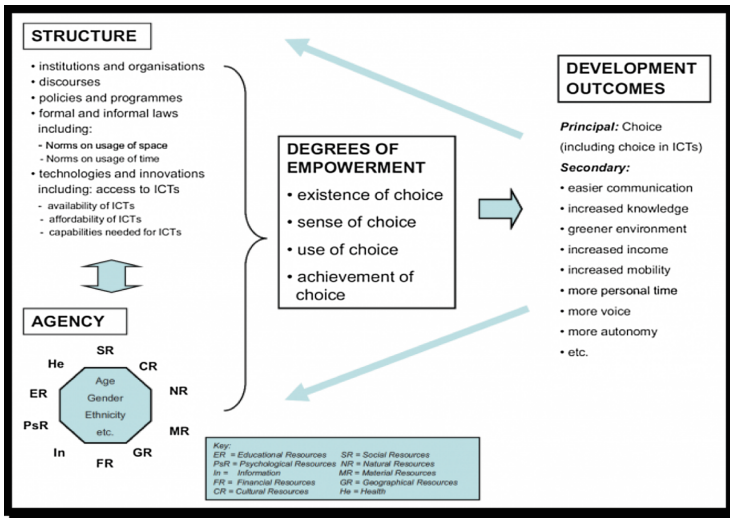 STRUCTURE
• institutions and organisations
• discourses
• policies and programmes
• formal and informal laws
including:
- Norms on usage of space
- Norms on usage of time
• technologies and innovations
including: access to ICTs
- availability of ICTs
- affordability of ICTs
- capabilities needed for ICTs
AGENCY
SR
He
CR
ER
NR
PsR
MR
In
GR
FR
Age
Gender
Ethnicity
etc.
DEGREES OF
EMPOWERMENT
• existence of choice
• sense of choice
• use of choice
• achievement of
choice
DEVELOPMENT
OUTCOMES
Principal: Choice
(including choice in ICTs)
Secondary:
• easier communication
• increased knowledge
• greener environment
• increased income
• increased mobility
• more personal time
• more voice
• more autonomy
• etc.
Key:
ER = Educational Resources SR = Social Resources
PsR = Psychological Resources NR = Natural Resources
In = Information MR = Material Resources
FR = Financial Resources GR = Geographical Resources
CR = Cultural Resources He = Health